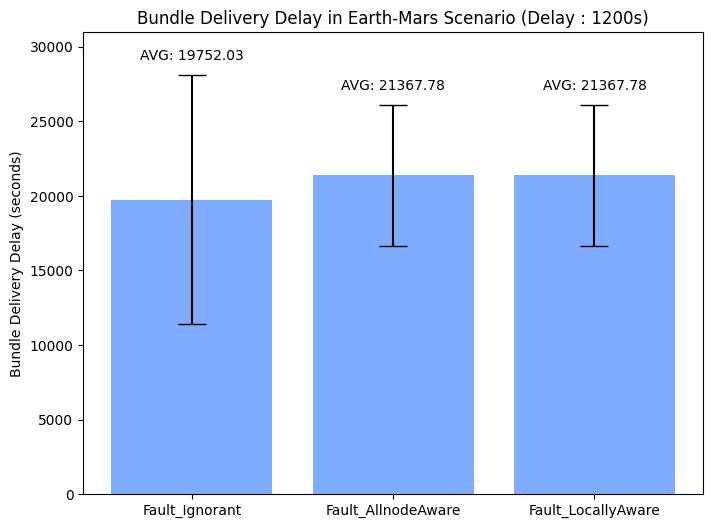 Bundle Delivery Delay in Earth-Mars Scenario (Delay : 1200s)
Bundle Delivery Delay (seconds)
30000
25000
20000
15000
10000
5000
0
AVG: 19752.03
AVG: 21367.78
AVG: 21367.78
Fault_Ignorant
Fault_AllnodeAware
Fault_LocallyAware